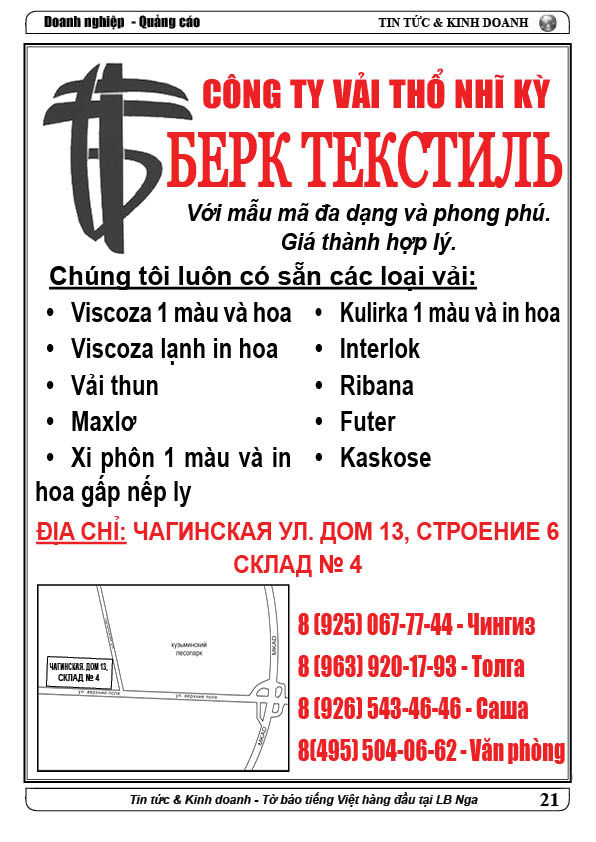 Doanh nghiệp - Quảng cáo
TIN TỨC & KINH DOANH
CÔNG TY VẢI THỔ NHĨ KỲ
БЕРК ТЕКСТИЛЬ
Với mẫu mã đa dạng và phong phú.
Giá thành hợp lý.
Chúng tôi luôn có sẵn các loại vải:
• Viscoza 1 màu và hoa
• Viscoza lạnh in hoa
• Vải thun
• Maxlơ
• Xi phôn 1 màu và in
hoa gấp nếp ly
• Kulirka 1 màu và in hoa
• Interlok
• Ribana
• Futer
• Kaskose
ĐỊA CHỈ: ЧАГИНСКАЯ УЛ. ДОМ 13, СТРОЕНИЕ 6
СКЛАД № 4
кузьминский
лесопарк
ЧАГИНСКАЯ. ДОМ 13,
СКЛАД № 4
ул. верхние поля
ул. верхние поля
MKAD
MKAD
8 (925) 067-77-44 - Чингиз
8 (963) 920-17-93 - Толга
8 (926) 543-46-46 - Саша
8(495) 504-06-62 - Văn phòng
Tin tức & Kinh doanh - Tờ báo tiếng Việt hàng đầu tại LB Nga
21